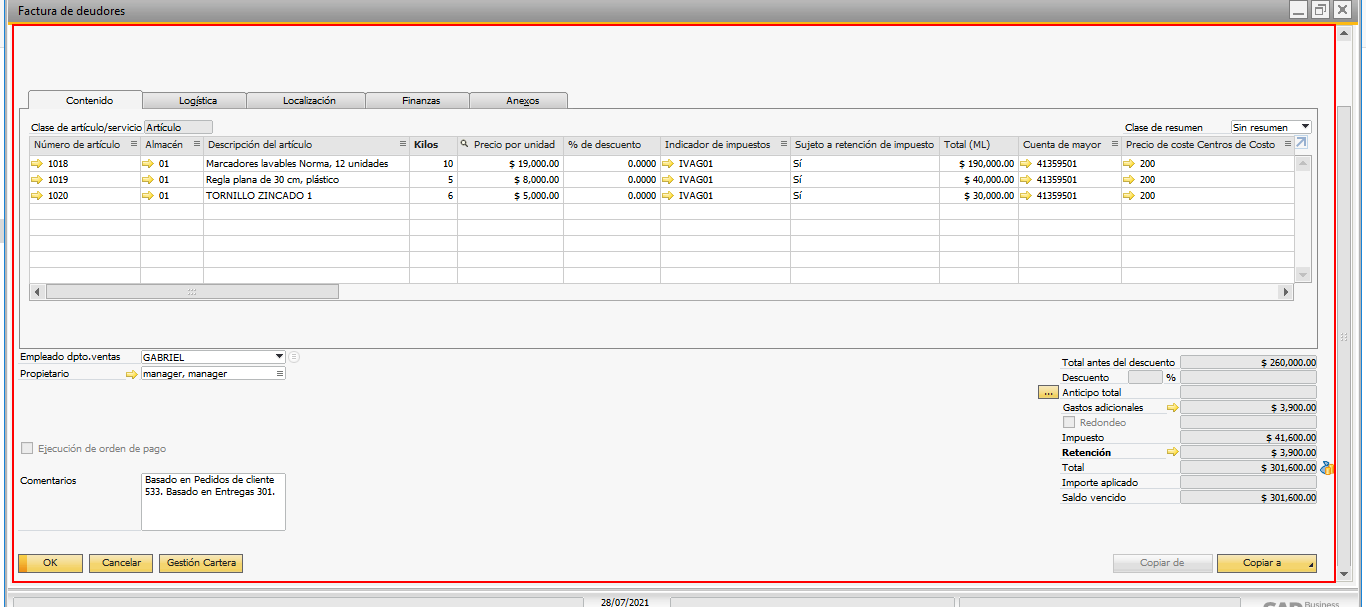 Factura de deudores
Contenido Logística Localización Finanzas Anexos
Clase de artículo/servicio Artículo Clase de resumen Sin resumen
Número de artículo Almacén Descripción del artículo Kilos Precio por unidad % de descuento Indicador de impuestos Sujeto a retención de impuesto Total (ML) Cuenta de mayor Precio de coste Centros de Costo
1018 01 Marcadores lavables Norma, 12 unidades 10 $ 19,000.00 0.0000 IVAG01 Sí $ 190,000.00 41359501 200
1019 01 Regla plana de 30 cm, plástico 5 $ 8,000.00 0.0000 IVAG01 Sí $ 40,000.00 41359501 200
1020 01 TORNILLO ZINCADO 1 6 $ 5,000.00 0.0000 IVAG01 Sí $ 30,000.00 41359501 200
Empleado dpto.ventas GABRIEL
Propietario manager, manager
Total antes del descuento $ 260,000.00
Descuento %
... Anticipo total
Gastos adicionales $ 3,900.00
Redondeo
Impuesto $ 41,600.00
Retención $ 3,900.00
Total $ 301,600.00
Importe aplicado
Saldo vencido $ 301,600.00
Ejecución de orden de pago
Comentarios Basado en Pedidos de cliente
533. Basado en Entregas 301.
OK Cancelar Gestión Cartera Copiar de Copiar a
28/07/2021 SAP Business